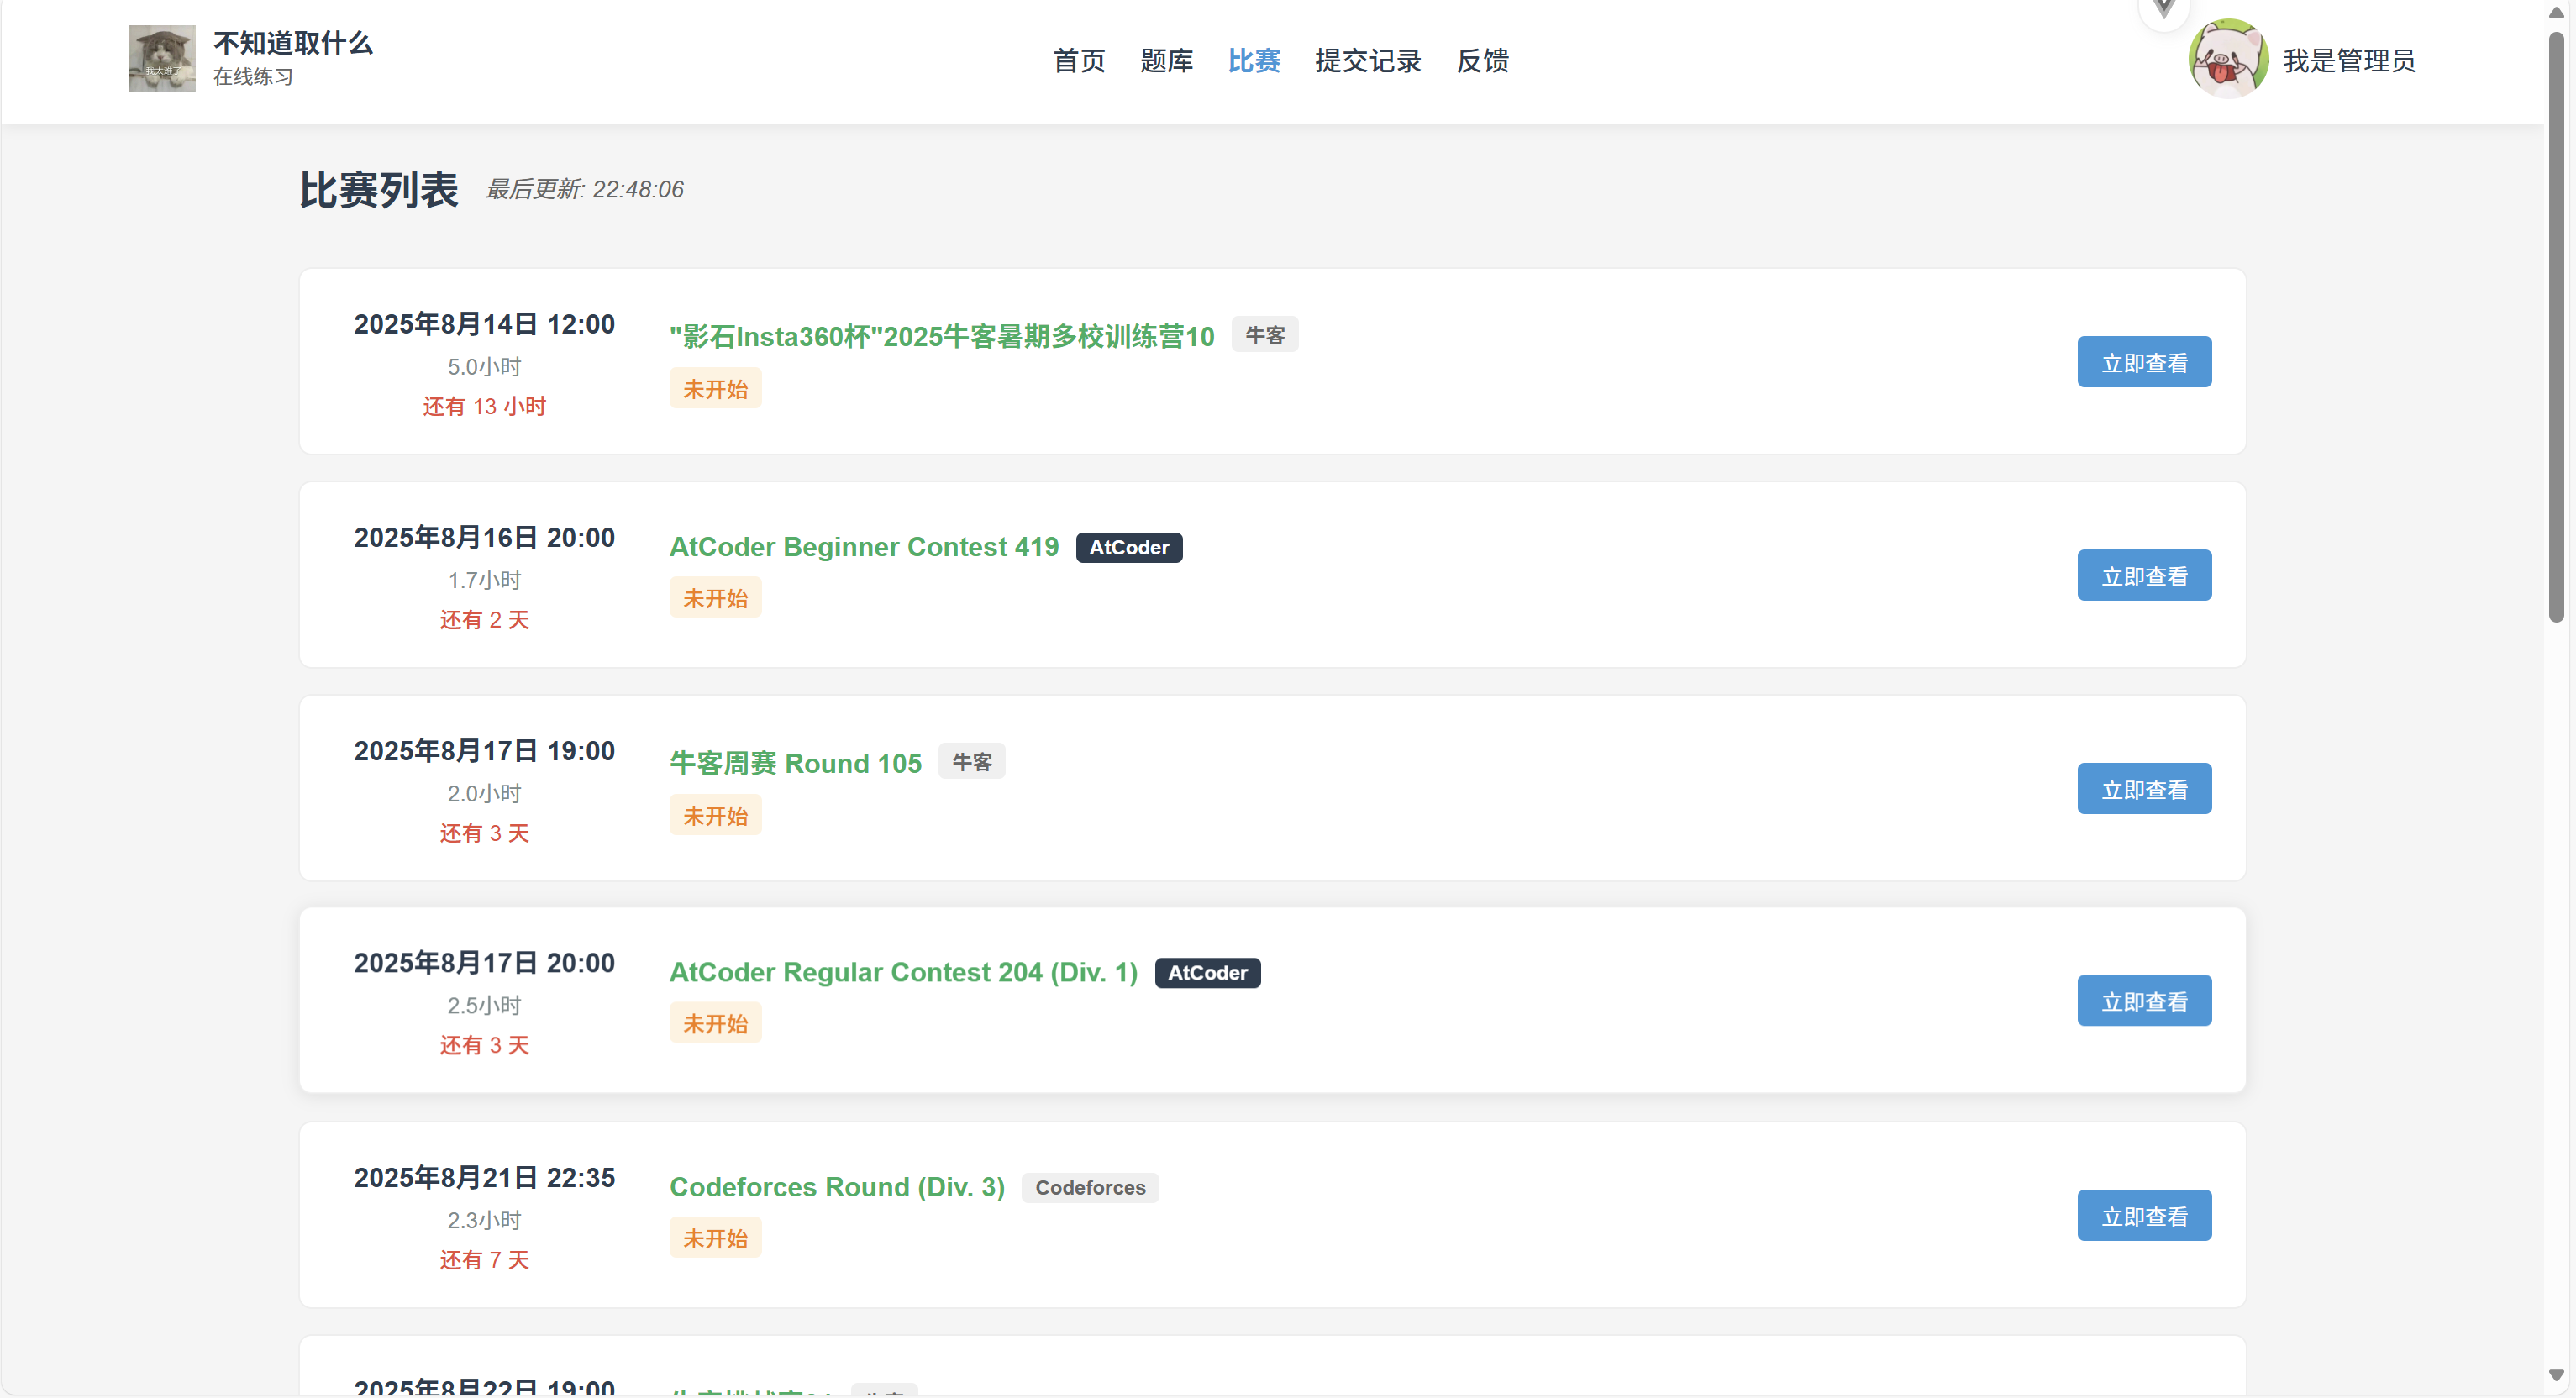 不知道取什么
在线练习
首页 题库 比赛 提交记录 反馈
我是管理员
比赛列表 最后更新: 22:48:06
2025年8月14日 12:00
5.0小时
还有 13 小时
"影石Insta360杯"2025牛客暑期多校训练营10 牛客
未开始
立即查看
2025年8月16日 20:00
1.7小时
还有 2 天
AtCoder Beginner Contest 419 AtCoder
未开始
立即查看
2025年8月17日 19:00
2.0小时
还有 3 天
牛客周赛 Round 105 牛客
未开始
立即查看
2025年8月17日 20:00
2.5小时
还有 3 天
AtCoder Regular Contest 204 (Div. 1) AtCoder
未开始
立即查看
2025年8月21日 22:35
2.3小时
还有 7 天
Codeforces Round (Div. 3) Codeforces
未开始
立即查看
2025年8月22日 19:00